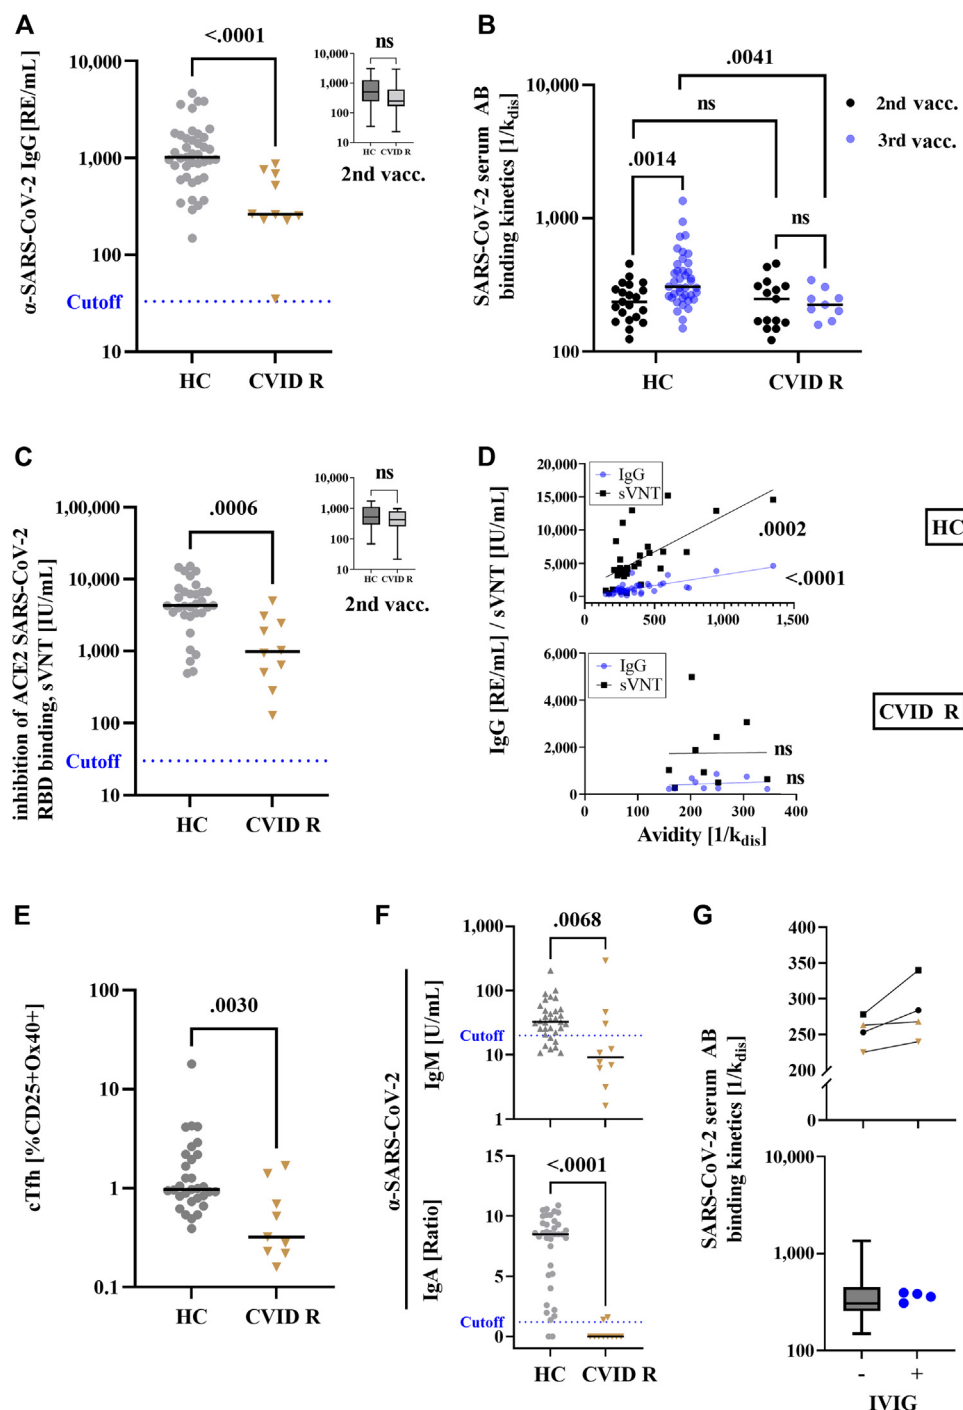 A
<.0001
α-SARS-CoV-2 IgG [RE/mL]
10,000
1,000
100
10
Cutoff
HC
CVID R
ns
10,000
1,000
100
10
HC
CVID R
2nd vacc.
B
SARS-CoV-2 serum AB
binding kinetics [1/kdis]
10,000
1,000
100
.0041
ns
.0014
ns
2nd vacc.
3rd vacc.
HC
CVID R
C
inhibition of ACE2 SARS-CoV-2
RBD binding, sVNT [IU/mL]
1,00,000
10,000
1,000
100
10
Cutoff
.0006
HC
CVID R
ns
10,000
1,000
100
10
HC
CVID R
2nd vacc.
D
IgG [RE/mL] / sVNT [IU/mL]
20,000
15,000
10,000
5,000
0
IgG
sVNT
.0002
<.0001
0
500
1,000
1,500
HC
6,000
4,000
2,000
0
IgG
sVNT
ns
ns
0
100
200
300
400
Avidity [1/kdis]
CVID R
E
cTfh [%CD25+Ox40+]
100
10
1
0.1
.0030
HC
CVID R
F
α-SARS-CoV-2
IgM [U/mL]
1,000
100
10
1
Cutoff
.0068
IgA [Ratio]
15
10
5
0
Cutoff
<.0001
HC
CVID R
G
SARS-CoV-2 serum AB
binding kinetics [1/kdis]
400
350
300
250
200
0
10,000
1,000
100
-
+
IVIG